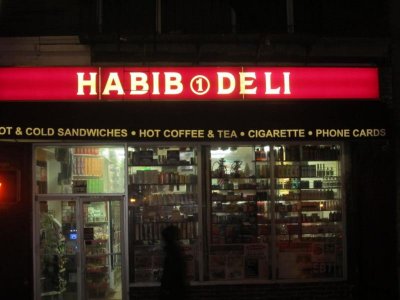 HABIB 1 DELI
OT & COLD SANDWICHES • HOT COFFEE & TEA • CIGARETTE • PHONE CARDS